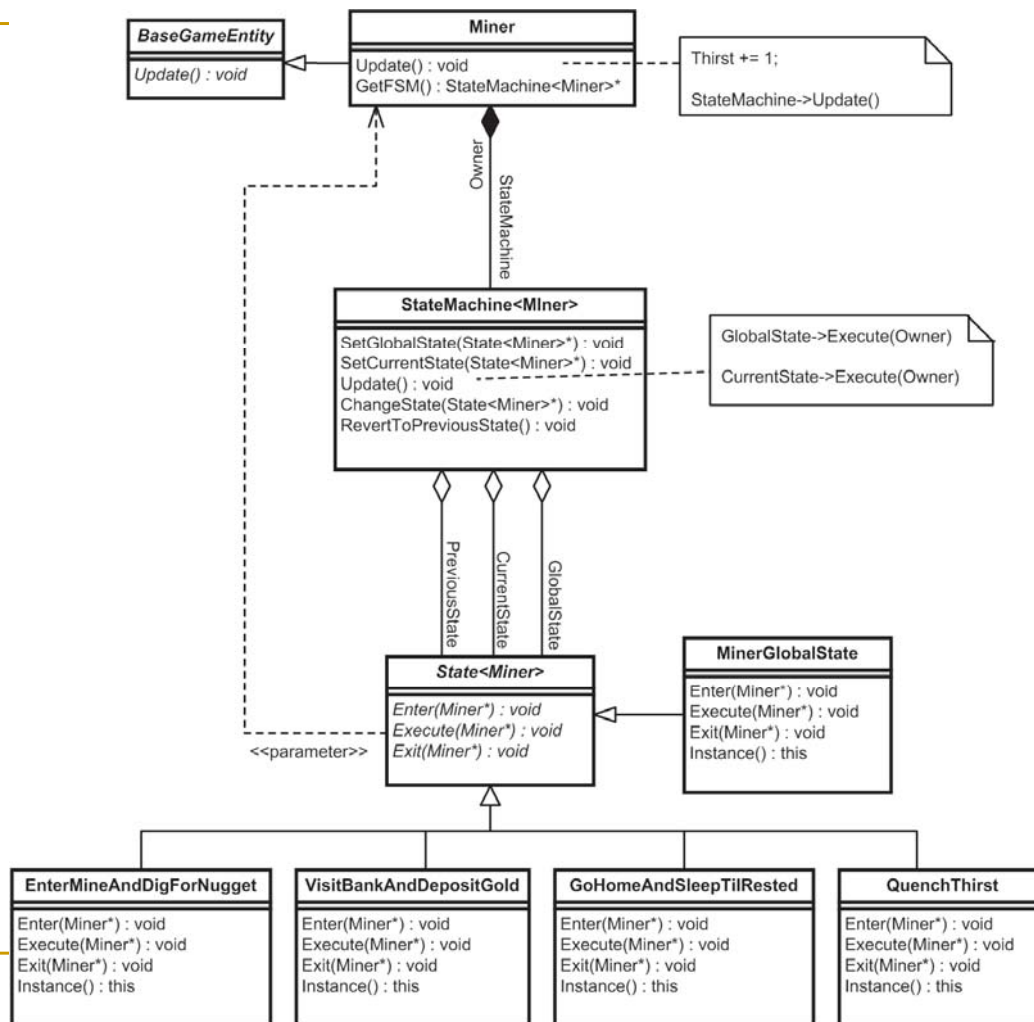 BaseGameEntity
Update() : void
Miner
Update() : void
GetFSM() : StateMachine<Miner>*
Thirst += 1;
StateMachine->Update()
Owner
StateMachine
StateMachine<MIner>
SetGlobalState(State<Miner>*) : void
SetCurrentState(State<Miner>*) : void
Update() : void
ChangeState(State<Miner>*) : void
RevertToPreviousState() : void
GlobalState->Execute(Owner)
CurrentState->Execute(Owner)
PreviousState
CurrentState
GlobalState
State<Miner>
Enter(Miner*) : void
Execute(Miner*) : void
Exit(Miner*) : void
<<parameter>>
MinerGlobalState
Enter(Miner*) : void
Execute(Miner*) : void
Exit(Miner*) : void
Instance() : this
EnterMineAndDigForNugget
Enter(Miner*) : void
Execute(Miner*) : void
Exit(Miner*) : void
Instance() : this
VisitBankAndDepositGold
Enter(Miner*) : void
Execute(Miner*) : void
Exit(Miner*) : void
Instance() : this
GoHomeAndSleepTilRested
Enter(Miner*) : void
Execute(Miner*) : void
Exit(Miner*) : void
Instance() : this
QuenchThirst
Enter(Miner*) : void
Execute(Miner*) : void
Exit(Miner*) : void
Instance() : this